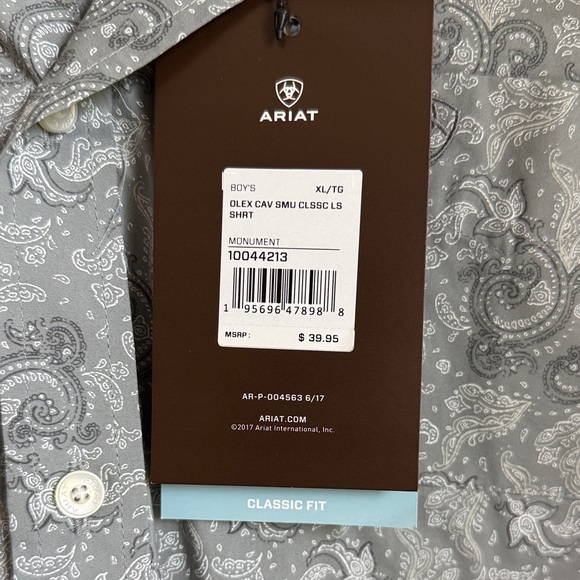 ARIAT
BOY'S XL/TG
OLEX CAV SMU CLSSC LS
SHRT
MONUMENT
10044213
1 95696 47898 8
MSRP: $ 39.95
AR-P-004563 6/17
ARIAT.COM
©2017 Ariat International, Inc.
CLASSIC FIT